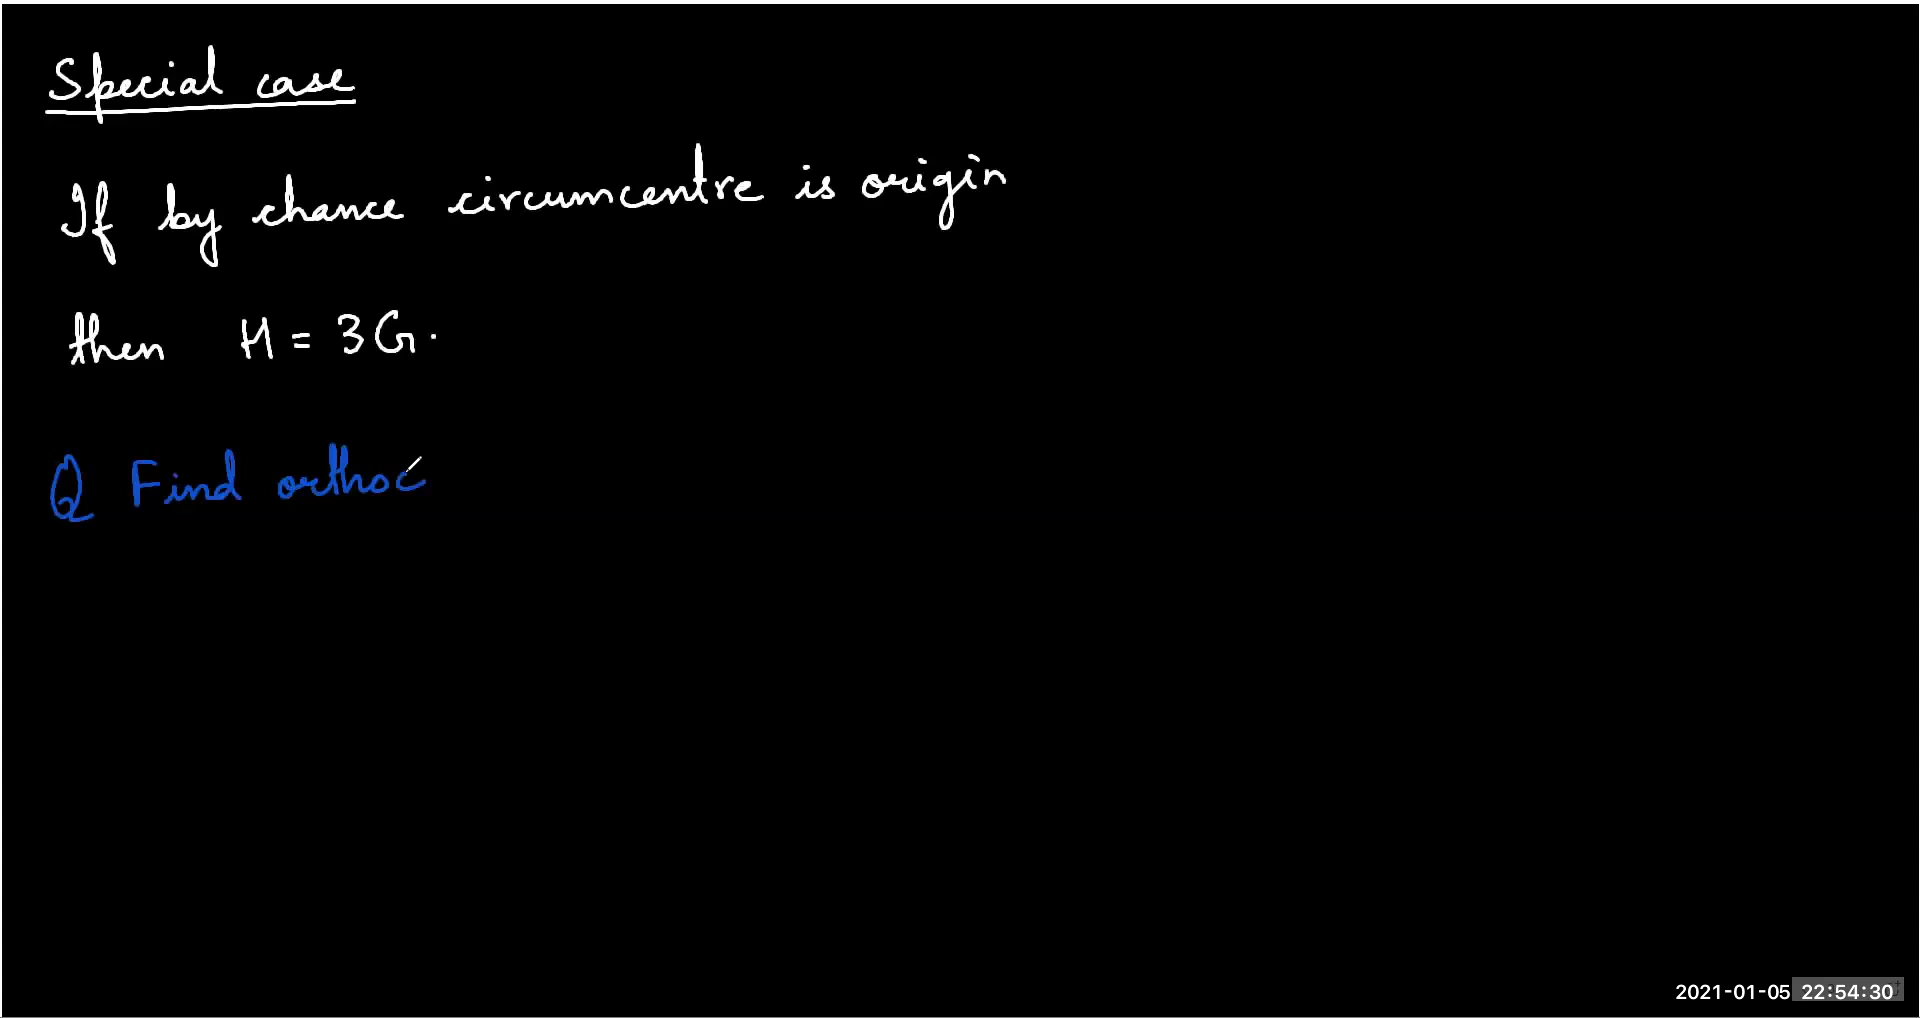 Special case
If by chance circumcentre is origin
then H = 3G.
Q Find orthoc
2021-01-05 22:54:30